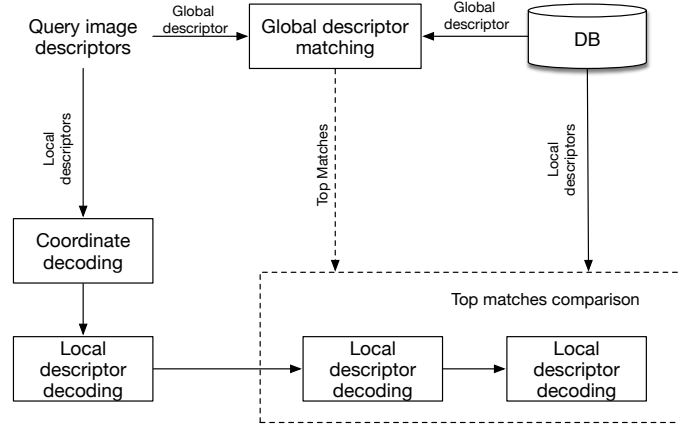 Query image
descriptors
Global
descriptor
Global descriptor
matching
Global
descriptor
DB
Local
descriptors
Top Matches
Local
descriptors
Coordinate
decoding
Top matches comparison
Local
descriptor
decoding
Local
descriptor
decoding
Local
descriptor
decoding